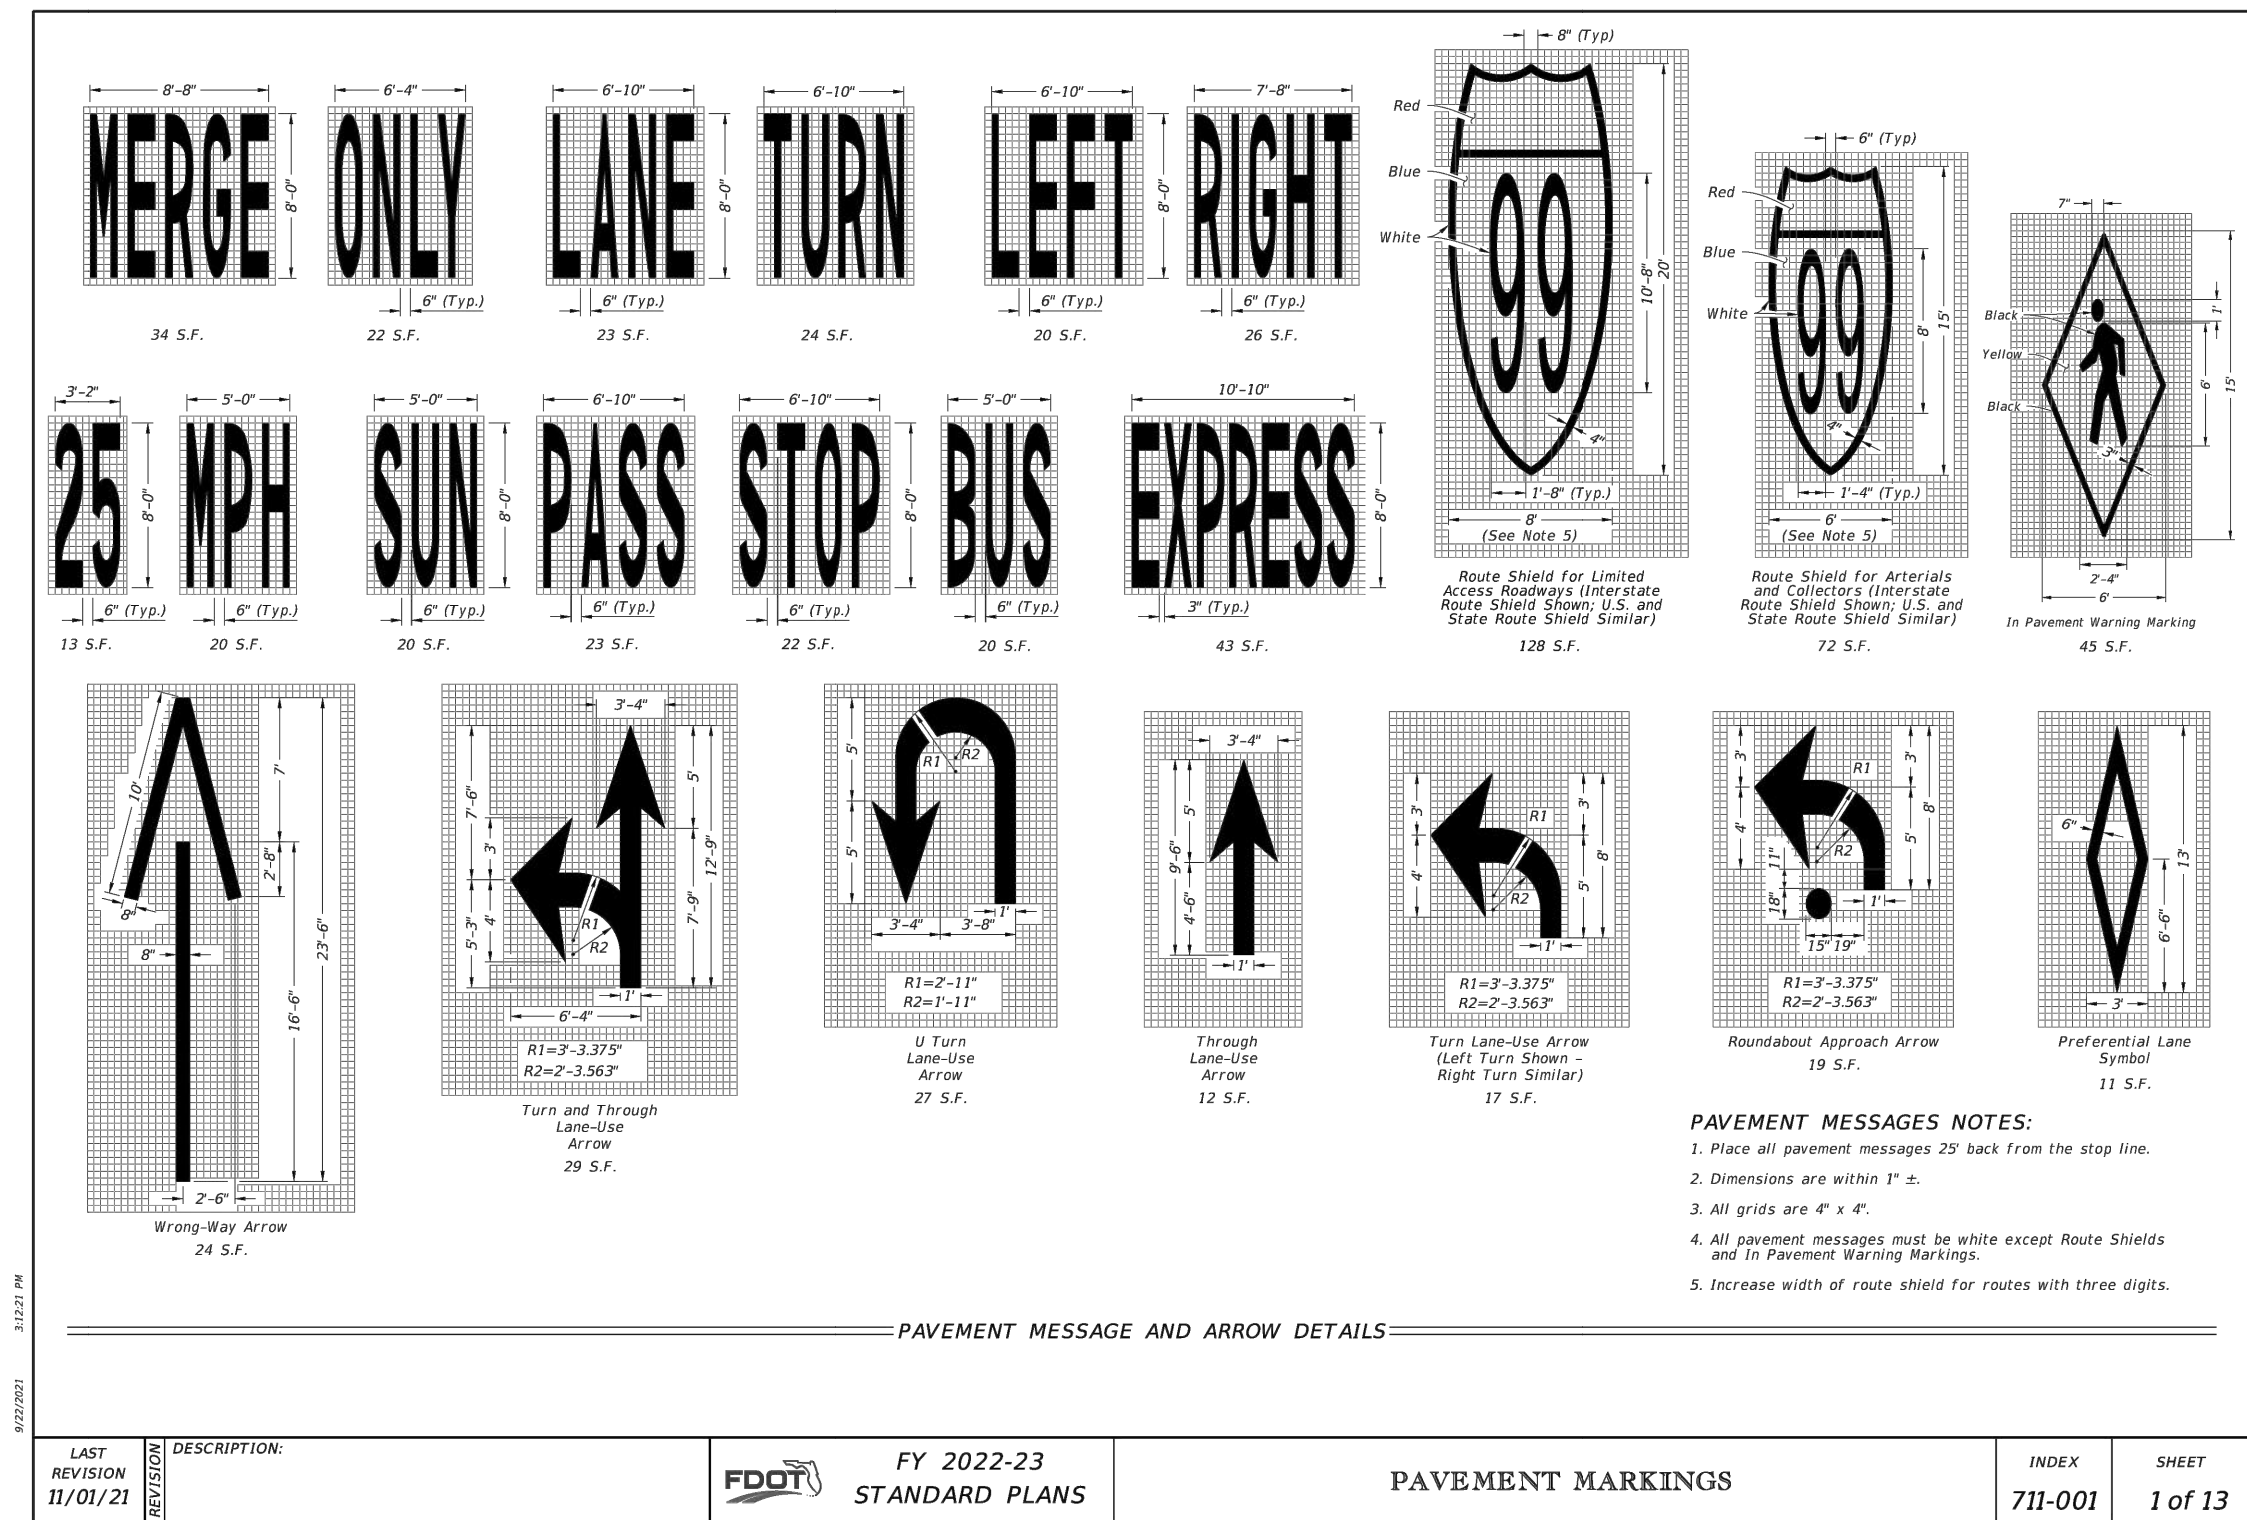 8'-8"
6'-4"
6'-10"
6'-10"
6'-10"
7'-8"
MERGE
8'-0"
ONLY
LANE
8'-0"
TURN
LEFT
8'-0"
RIGHT
6" (Typ.)
6" (Typ.)
6" (Typ.)
6" (Typ.)
34 S.F.
22 S.F.
23 S.F.
24 S.F.
20 S.F.
26 S.F.
8" (Typ)
Red
Blue
White
99
10'-8"
20'
4"
1'-8" (Typ.)
8'
(See Note 5)
Route Shield for Limited
Access Roadways (Interstate
Route Shield Shown; U.S. and
State Route Shield Similar)
128 S.F.
6" (Typ)
Red
Blue
White
99
8'
15'
4"
1'-4" (Typ.)
6'
(See Note 5)
Route Shield for Arterials
and Collectors (Interstate
Route Shield Shown; U.S. and
State Route Shield Similar)
72 S.F.
7"
Black
Yellow
Black
1'
6'
15'
3"
2'-4"
6'
In Pavement Warning Marking
45 S.F.
3'-2"
5'-0"
5'-0"
6'-10"
6'-10"
5'-0"
10'-10"
25
8'-0"
MPH
SUN
8'-0"
PASS
STOP
8'-0"
BUS
EXPRESS
8'-0"
6" (Typ.)
6" (Typ.)
6" (Typ.)
6" (Typ.)
6" (Typ.)
6" (Typ.)
3" (Typ.)
13 S.F.
20 S.F.
20 S.F.
23 S.F.
22 S.F.
20 S.F.
43 S.F.
10'
7'
2'-8"
8"
8"
23'-6"
16'-6"
2'-6"
Wrong-Way Arrow
24 S.F.
3'-4"
7'-6"
3'
5'
12'-9"
5'-3"
4'
7'-9"
R1
R2
1'
6'-4"
R1=3'-3.375"
R2=2'-3.563"
Turn and Through
Lane-Use
Arrow
29 S.F.
5'
R1
R2
5'
1'
3'-4"
3'-8"
R1=2'-11"
R2=1'-11"
U Turn
Lane-Use
Arrow
27 S.F.
3'-4"
5'
9'-6"
4'-6"
1'
Through
Lane-Use
Arrow
12 S.F.
3'
3'
R1
8'
4'
5'
R2
1'
R1=3'-3.375"
R2=2'-3.563"
Turn Lane-Use Arrow
(Left Turn Shown -
Right Turn Similar)
17 S.F.
3'
3'
R1
8'
4'
5'
R2
11"
18"
1'
15"
19"
R1=3'-3.375"
R2=2'-3.563"
Roundabout Approach Arrow
19 S.F.
6"
13'
6'-6"
3'
Preferential Lane
Symbol
11 S.F.
PAVEMENT MESSAGES NOTES:
1. Place all pavement messages 25' back from the stop line.
2. Dimensions are within 1" ±.
3. All grids are 4" x 4".
4. All pavement messages must be white except Route Shields
and In Pavement Warning Markings.
5. Increase width of route shield for routes with three digits.
PAVEMENT MESSAGE AND ARROW DETAILS
3:12:21 PM
9/22/2021
LAST
REVISION
11/01/21
REVISION
DESCRIPTION:
FDOT
FY 2022-23
STANDARD PLANS
PAVEMENT MARKINGS
INDEX
711-001
SHEET
1 of 13